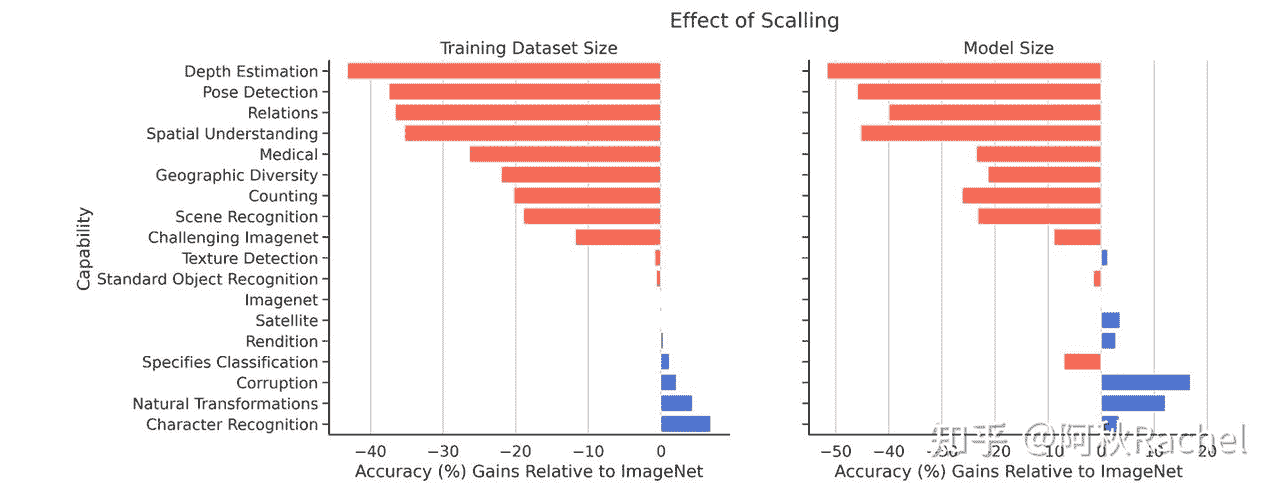 Effect of Scalling
Training Dataset Size
Model Size
Capability
Depth Estimation
Pose Detection
Relations
Spatial Understanding
Medical
Geographic Diversity
Counting
Scene Recognition
Challenging Imagenet
Texture Detection
Standard Object Recognition
Imagenet
Satellite
Rendition
Specifies Classification
Corruption
Natural Transformations
Character Recognition
−40 −30 −20 −10 0
−50 −40 −30 −20 −10 0 10 20
Accuracy (%) Gains Relative to ImageNet
Accuracy (%) Gains Relative to ImageNet
知乎 @阿秋Rachel